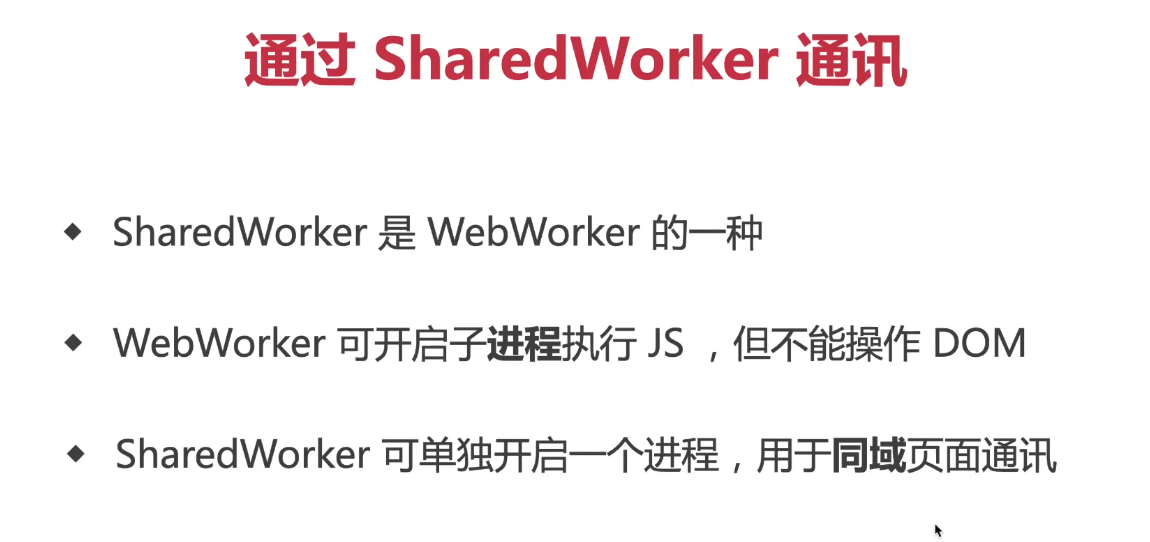 通过 SharedWorker 通讯
SharedWorker 是 WebWorker 的一种
WebWorker 可开启子进程执行 JS ，但不能操作 DOM
SharedWorker 可单独开启一个进程，用于同域页面通讯